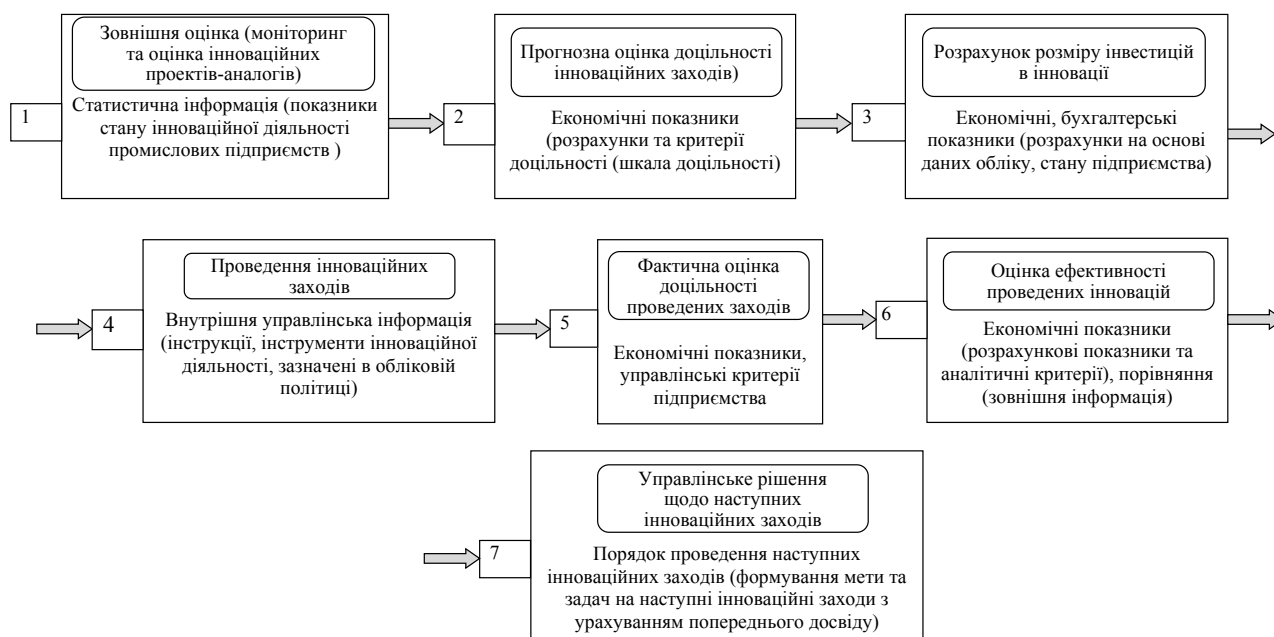 1
Зовнішня оцінка (моніторинг
та оцінка інноваційних
проектів-аналогів)
Статистична інформація (показники
стану інноваційної діяльності
промислових підприємств )
2
Прогнозна оцінка доцільності
інноваційних заходів)
Економічні показники
(розрахунки та критерії
доцільності (шкала доцільності)
3
Розрахунок розміру інвестицій
в інновації
Економічні, бухгалтерські
показники (розрахунки на основі
даних обліку, стану підприємства)
4
Проведення інноваційних
заходів
Внутрішня управлінська інформація
(інструкції, інструменти інноваційної
діяльності, зазначені в обліковій
політиці)
5
Фактична оцінка
доцільності
проведених заходів
Економічні показники,
управлінські критерії
підприємства
6
Оцінка ефективності
проведених інновацій
Економічні показники
(розрахункові показники та
аналітичні критерії), порівняння
(зовнішня інформація)
7
Управлінське рішення
щодо наступних
інноваційних заходів
Порядок проведення наступних
інноваційних заходів (формування мети та
задач на наступні інноваційні заходи з
урахуванням попереднього досвіду)